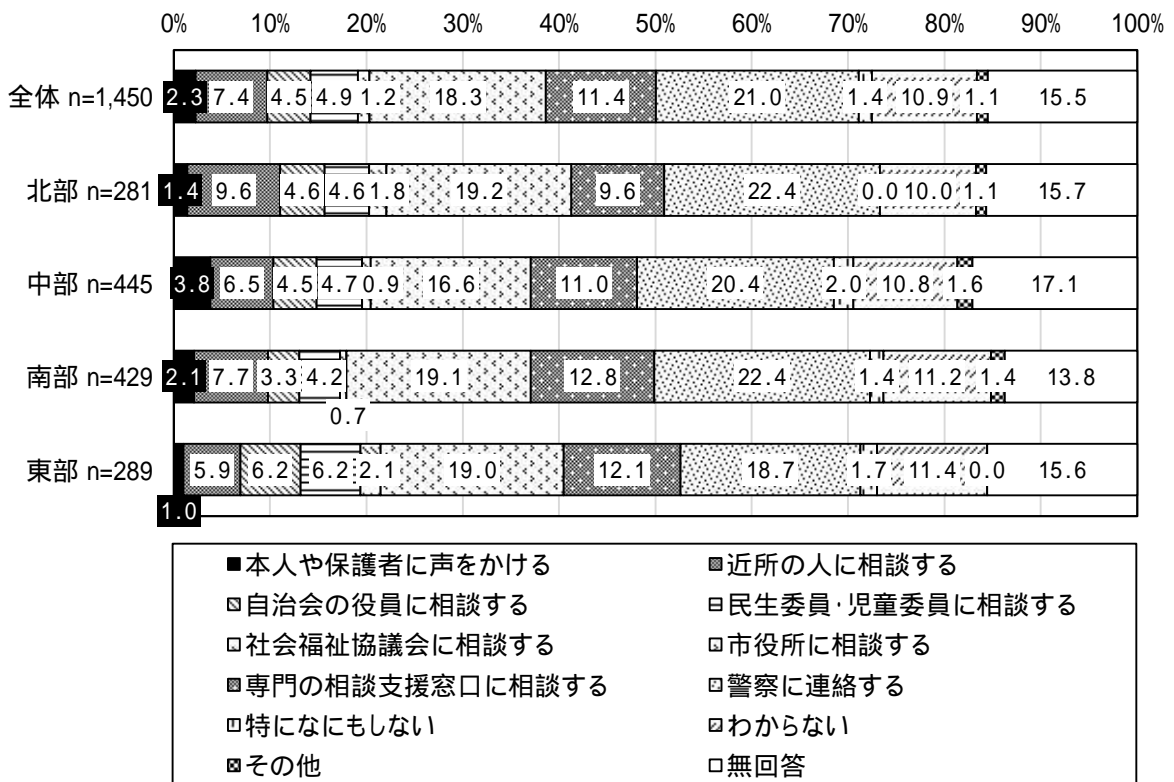 0% 10% 20% 30% 40% 50% 60% 70% 80% 90% 100%
全体 n=1,450 2.3 7.4 4.5 4.9 1.2 18.3 11.4 21.0 1.4 10.9 1.1 15.5
北部 n=281 1.4 9.6 4.6 4.6 1.8 19.2 9.6 22.4 0.0 10.0 1.1 15.7
中部 n=445 3.8 6.5 4.5 4.7 0.9 16.6 11.0 20.4 2.0 10.8 1.6 17.1
南部 n=429 2.1 7.7 3.3 4.2 19.1 12.8 22.4 1.4 11.2 1.4 13.8
0.7
東部 n=289 5.9 6.2 6.2 2.1 19.0 12.1 18.7 1.7 11.4 0.0 15.6
1.0
本人や保護者に声をかける 近所の人に相談する
自治会の役員に相談する 民生委員・児童委員に相談する
社会福祉協議会に相談する 市役所に相談する
専門の相談支援窓口に相談する 警察に連絡する
特になにもしない わからない
その他 無回答